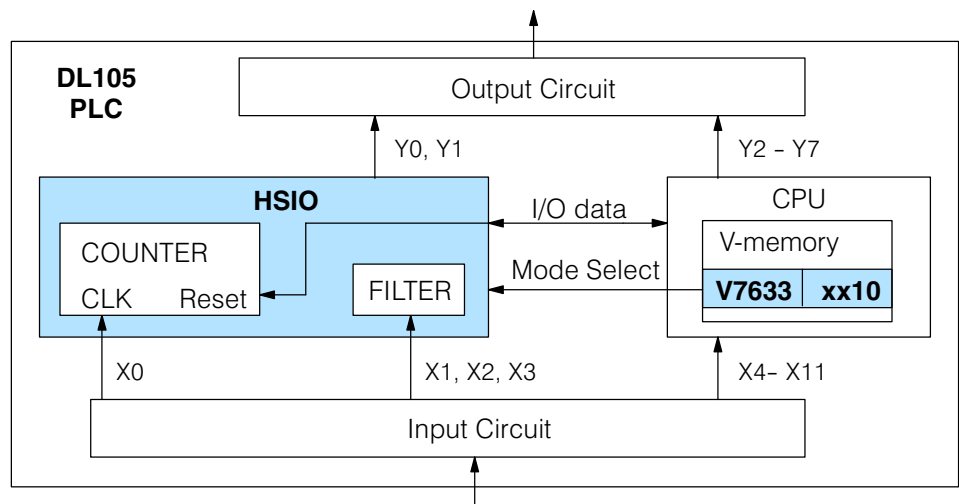 DL105
PLC
Output Circuit
Y0, Y1
Y2 – Y7
HSIO
CPU
I/O data
V-memory
COUNTER
Mode Select
FILTER
V7633 xx10
CLK Reset
X0
X1, X2, X3
X4– X11
Input Circuit